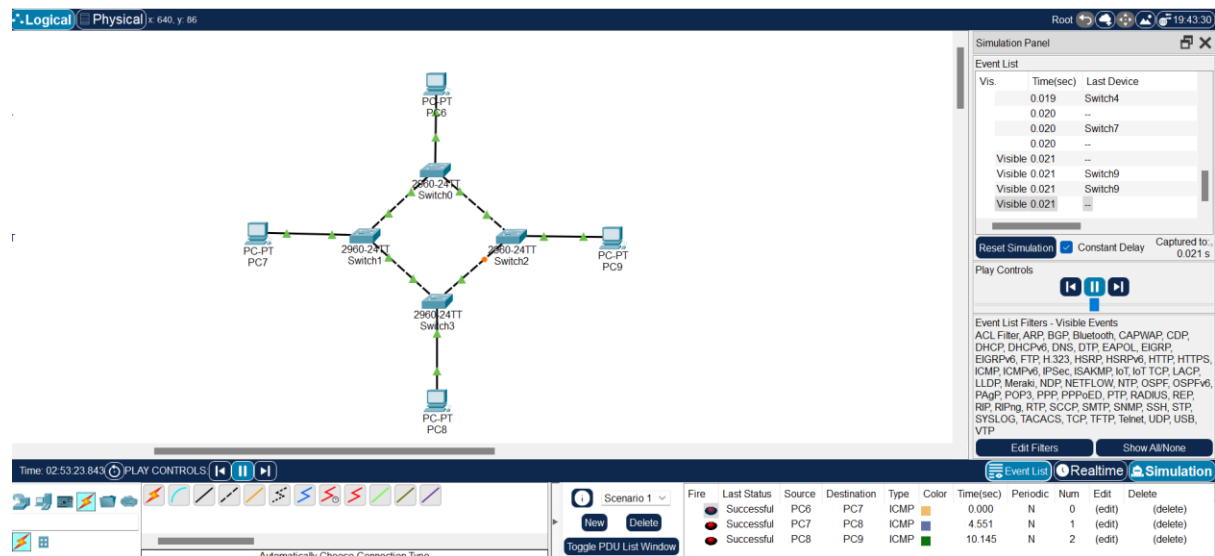 Logical Physical x: 640, y: 86 Root 19:43:30
PC-PT
PC6
2960-24TT
Switch0
PC-PT
PC7
2960-24TT
Switch1
2960-24TT
Switch2
PC-PT
PC9
2960-24TT
Switch3
PC-PT
PC8
Simulation Panel
Event List
Vis. Time(sec) Last Device
0.019 Switch4
0.020 --
0.020 Switch7
0.020 --
Visible 0.021 --
Visible 0.021 Switch9
Visible 0.021 Switch9
Visible 0.021 --
Reset Simulation Constant Delay Captured to:.
0.021 s
Play Controls
Event List Filters - Visible Events
ACL Filter, ARP, BGP, Bluetooth, CAPWAP, CDP,
DHCP, DHCPv6, DNS, DTP, EAPOL, EIGRP,
EIGRPv6, FTP, H.323, HSRP, HSRPv6, HTTP, HTTPS,
ICMP, ICMPv6, IPSec, ISAKMP, IoT, IoT TCP, LACP,
LLDP, Meraki, NDP, NETFLOW, NTP, OSPF, OSPFv6,
PAgP, POP3, PPP, PPPoED, PTP, RADIUS, REP,
RIP, RIPng, RTP, SCCP, SMTP, SNMP, SSH, STP,
SYSLOG, TACACS, TCP, TFTP, Telnet, UDP, USB,
VTP
Edit Filters Show All/None
Time: 02:53:23.843 PLAY CONTROLS: Event List Realtime Simulation
Scenario 1
New Delete
Toggle PDU List Window
Fire Last Status Source Destination Type Color Time(sec) Periodic Num Edit Delete
Successful PC6 PC7 ICMP 0.000 N 0 (edit) (delete)
Successful PC7 PC8 ICMP 4.551 N 1 (edit) (delete)
Successful PC8 PC9 ICMP 10.145 N 2 (edit) (delete)
Automatically Choose Connection Type